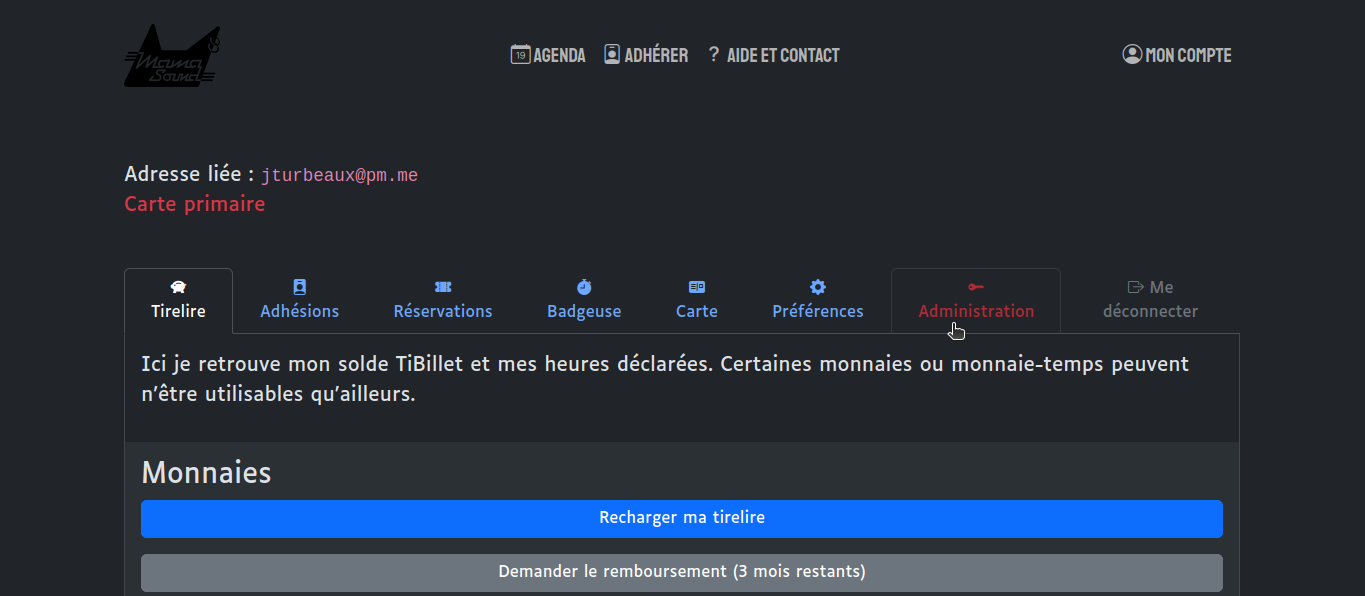 Mama
Sound
19 AGENDA ADHÉRER ? AIDE ET CONTACT MON COMPTE
Adresse liée : jturbeaux@pm.me
Carte primaire
Tirelire
Adhésions
Réservations
Badgeuse
Carte
Préférences
Administration
Me
déconnecter
Ici je retrouve mon solde TiBillet et mes heures déclarées. Certaines monnaies ou monnaie-temps peuvent
n'être utilisables qu'ailleurs.
Monnaies
Recharger ma tirelire
Demander le remboursement (3 mois restants)